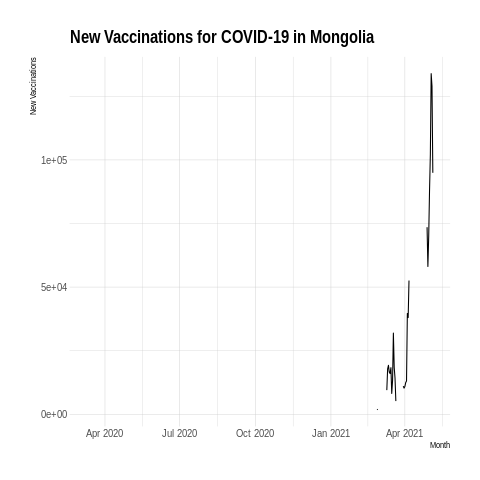 New Vaccinations for COVID-19 in Mongolia
New Vaccinations
1e+05
5e+04
0e+00
Apr 2020 Jul 2020 Oct 2020 Jan 2021 Apr 2021
Month